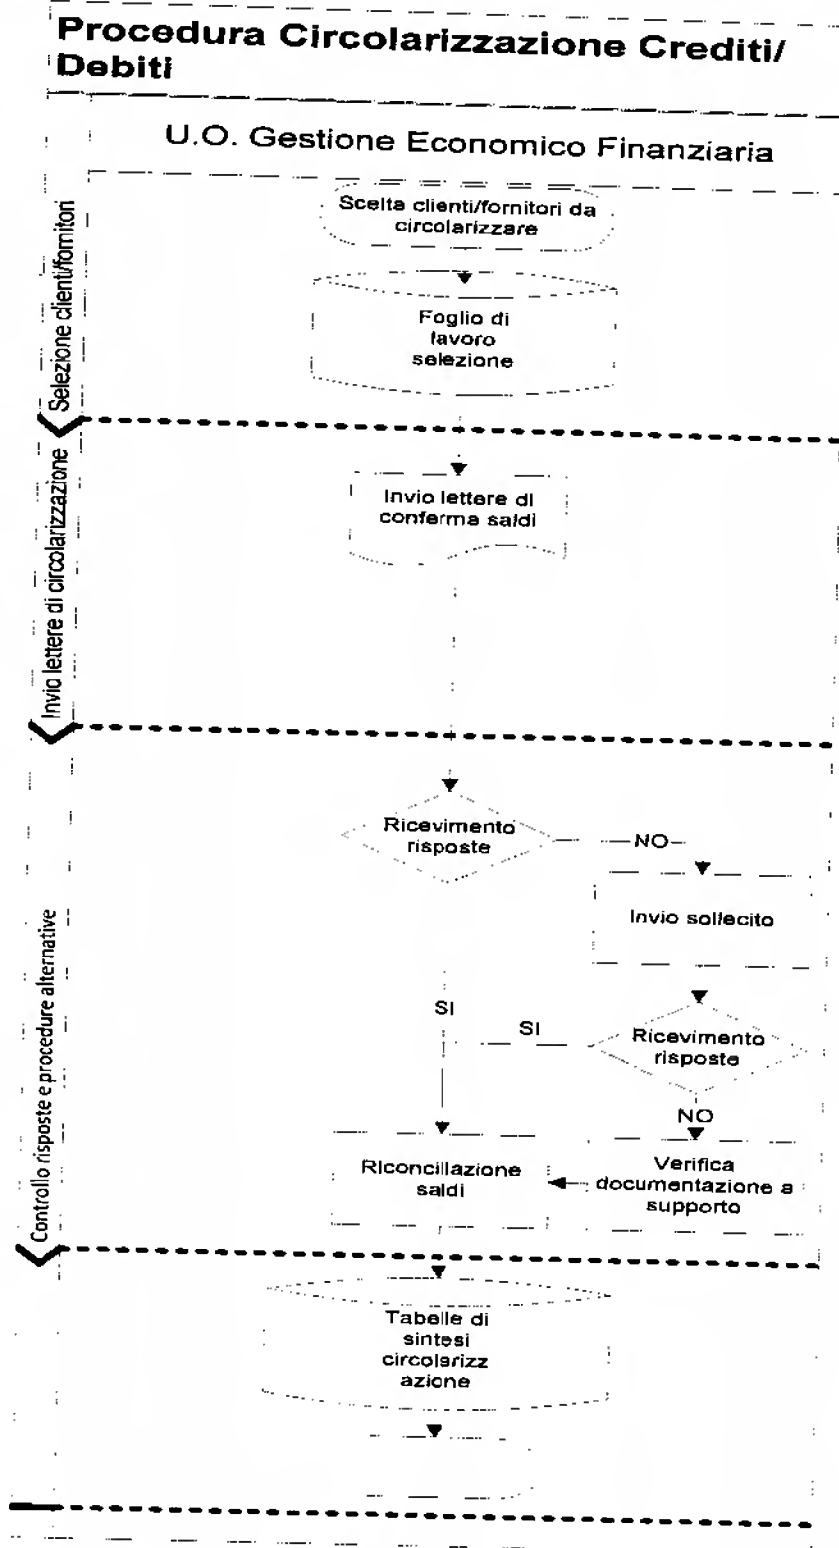 Procedura Circolarizzazione Crediti/
Debiti
U.O. Gestione Economico Finanziaria
Selezione clienti/fornitori
Scelta clienti/fornitori da
circolarizzare
Foglio di
lavoro
selezione
Invio lettere di circolarizzazione
Invio lettere di
conferma saldi
Controllo risposte e procedure alternative
Ricevimento
risposte
NO
Invio sollecito
SI
SI
Ricevimento
risposte
NO
Riconciliazione
saldi
Verifica
documentazione a
supporto
Tabelle di
sintesi
circolarizz
azione